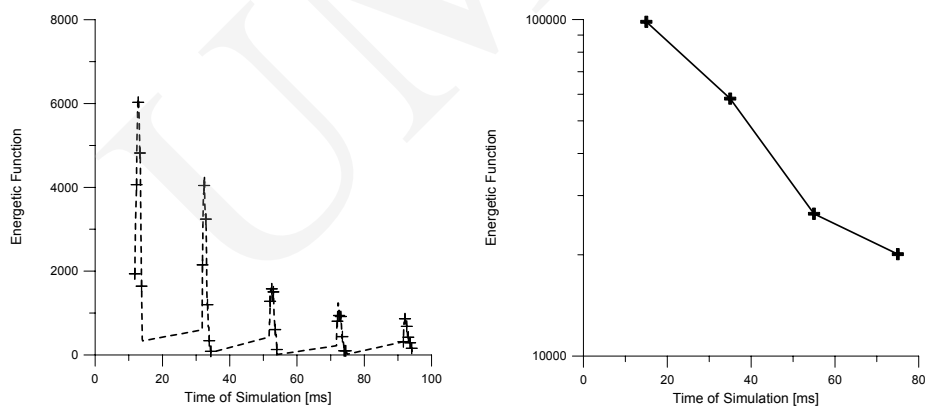 8000
6000
4000
2000
0
Energetic Function
0 20 40 60 80 100
Time of Simulation [ms]
100000
10000
Energetic Function
0 20 40 60 80
Time of Simulation [ms]
UM